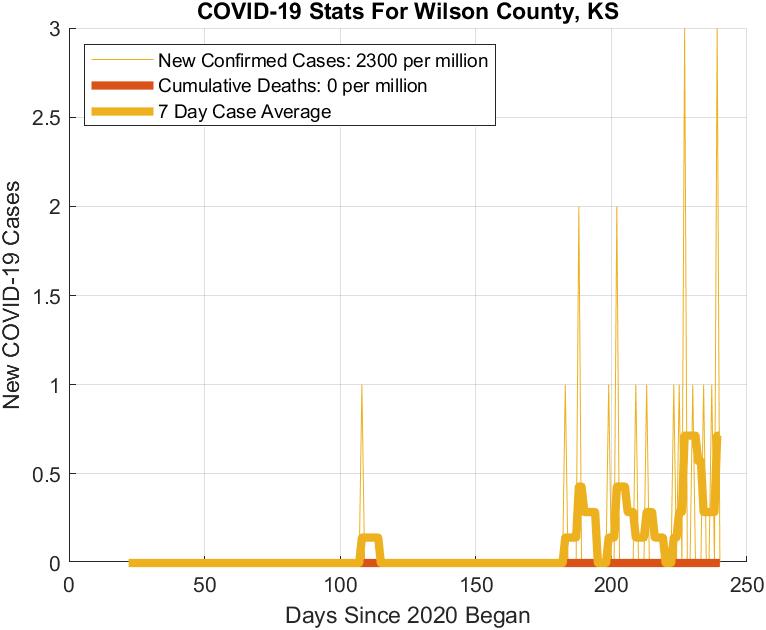 COVID-19 Stats For Wilson County, KS
New Confirmed Cases: 2300 per million
Cumulative Deaths: 0 per million
7 Day Case Average
New COVID-19 Cases
3
2.5
2
1.5
1
0.5
0
0 50 100 150 200 250
Days Since 2020 Began